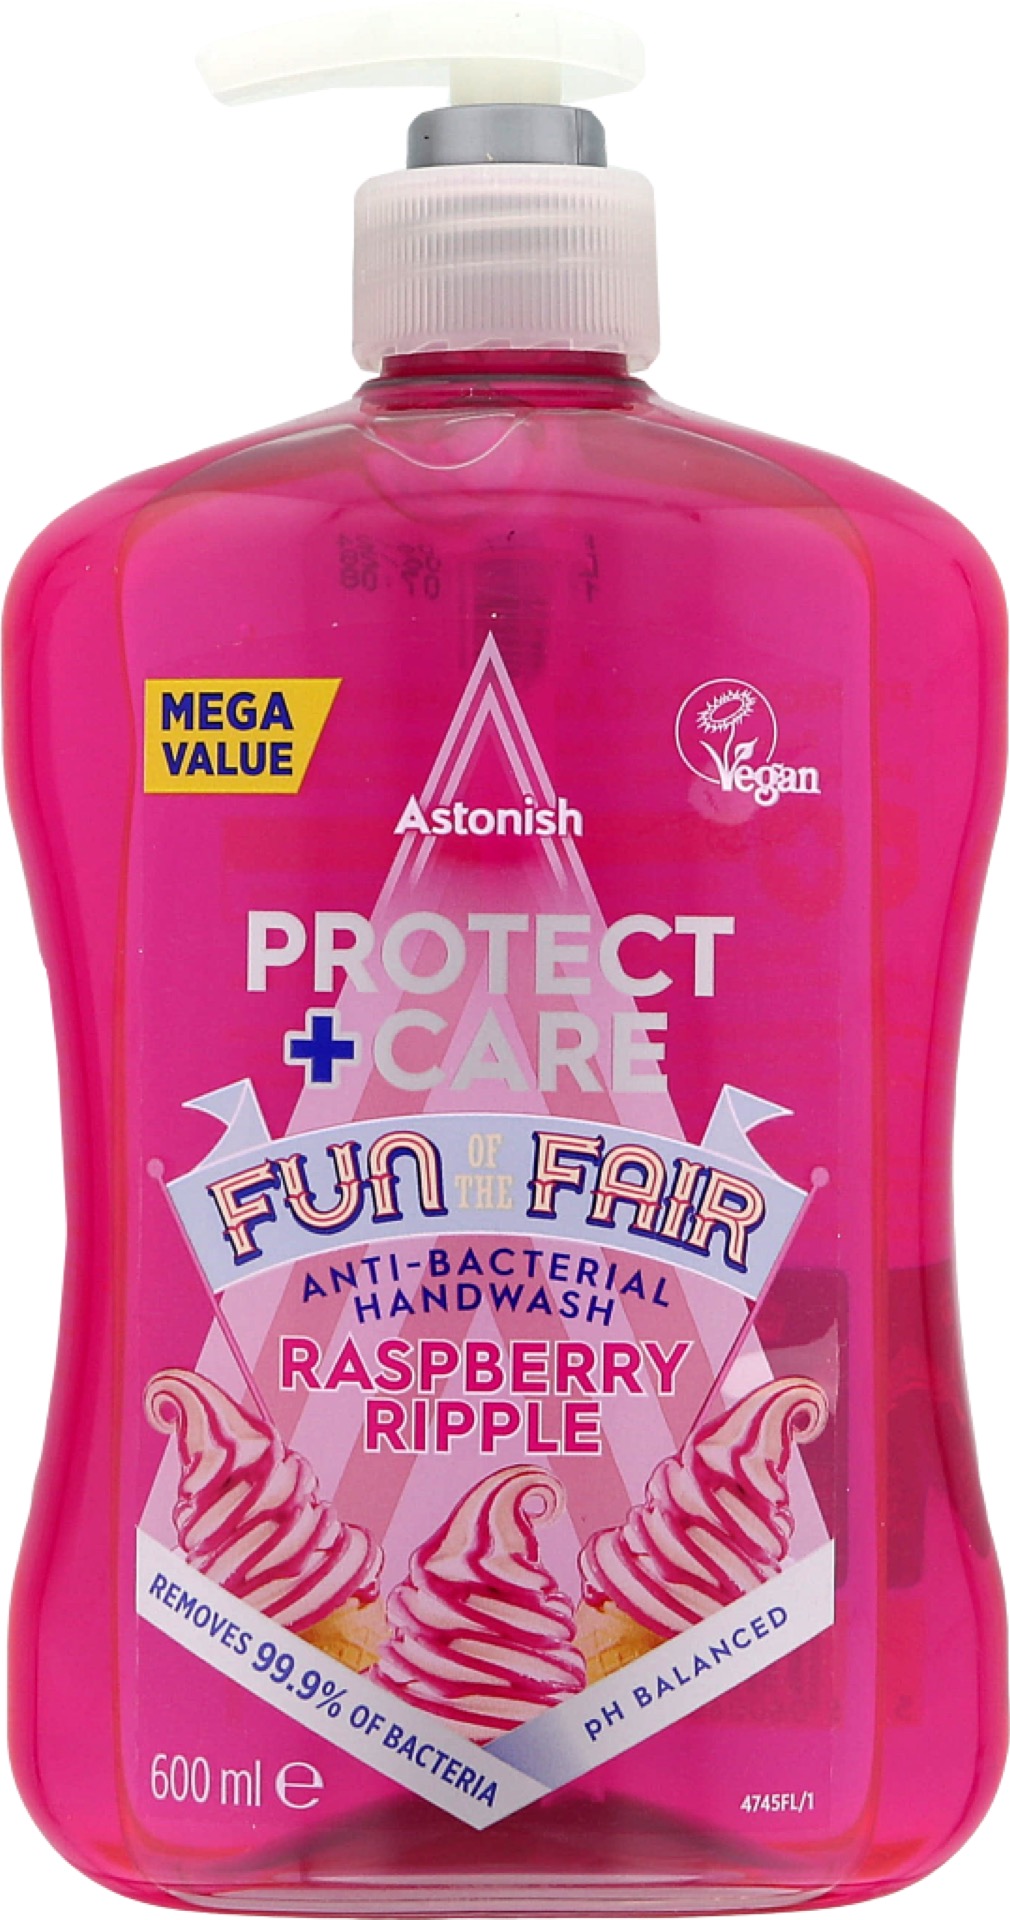 MEGA
VALUE
Vegan
Astonish
PROTECT
+CARE
FUN OF THE FAIR
ANTI-BACTERIAL
HANDWASH
RASPBERRY
RIPPLE
REMOVES 99.9% OF BACTERIA
pH BALANCED
600 ml e
4745FL/1